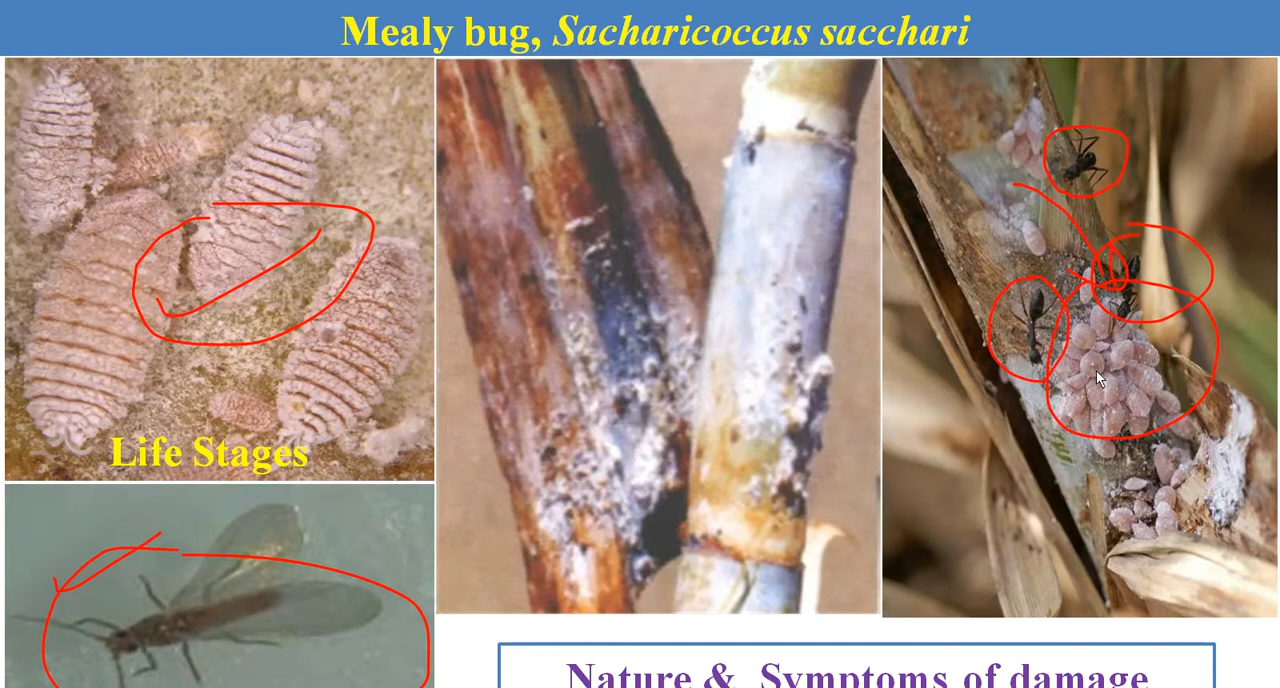 Mealy bug, Sacharicoccus sacchari
Life Stages
Nature & Symptoms of damage